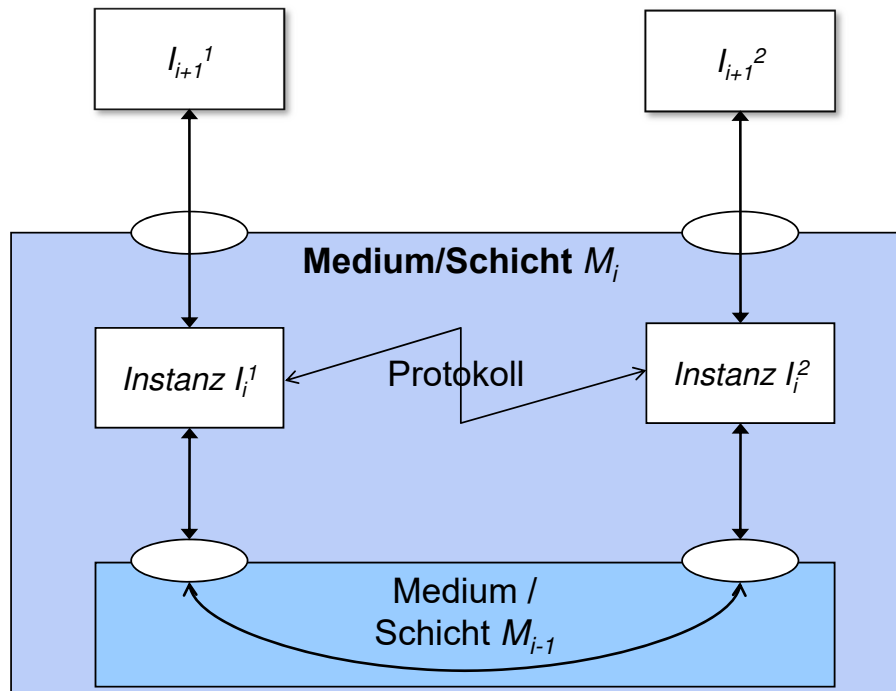 I_{i+1}^1
I_{i+1}^2
Medium/Schicht M_i
Instanz I_i^1
Protokoll
Instanz I_i^2
Medium /
Schicht M_{i-1}